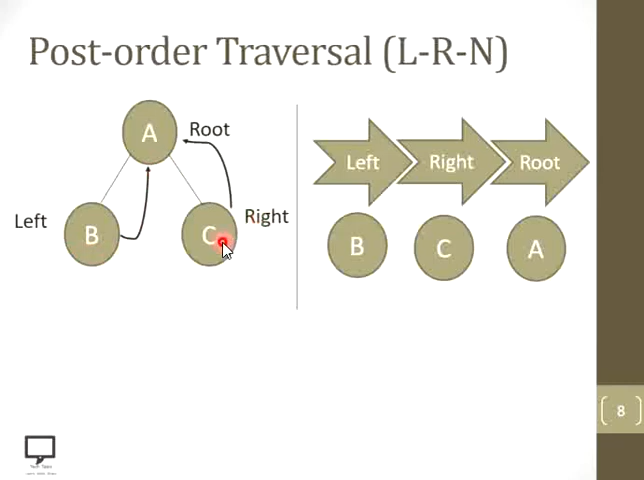 Post-order Traversal (L-R-N)
A
Root
Left
B
C
Right
Left
Right
Root
B
C
A
8